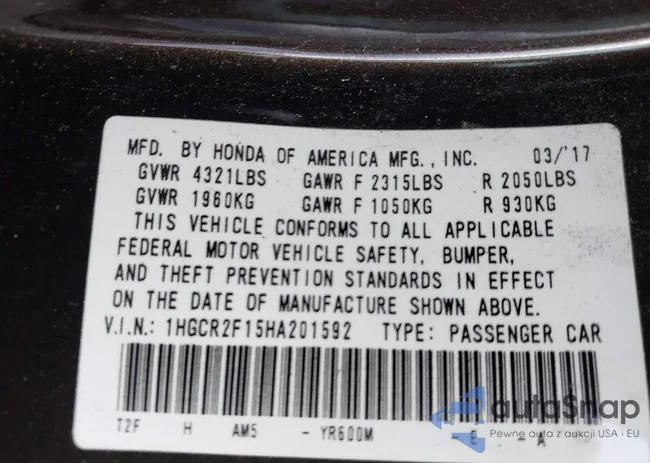 MFD. BY HONDA OF AMERICA MFG., INC. 03/'17
GVWR 4321LBS GAWR F 2315LBS R 2050LBS
GVWR 1960KG GAWR F 1050KG R 930KG
THIS VEHICLE CONFORMS TO ALL APPLICABLE
FEDERAL MOTOR VEHICLE SAFETY, BUMPER,
AND THEFT PREVENTION STANDARDS IN EFFECT
ON THE DATE OF MANUFACTURE SHOWN ABOVE.
V.I.N.: 1HGCR2F15HA201592 TYPE: PASSENGER CAR
T2F H AM5 - YR600M - E - A
autaSnap
Pewne auta z aukcji USA i EU